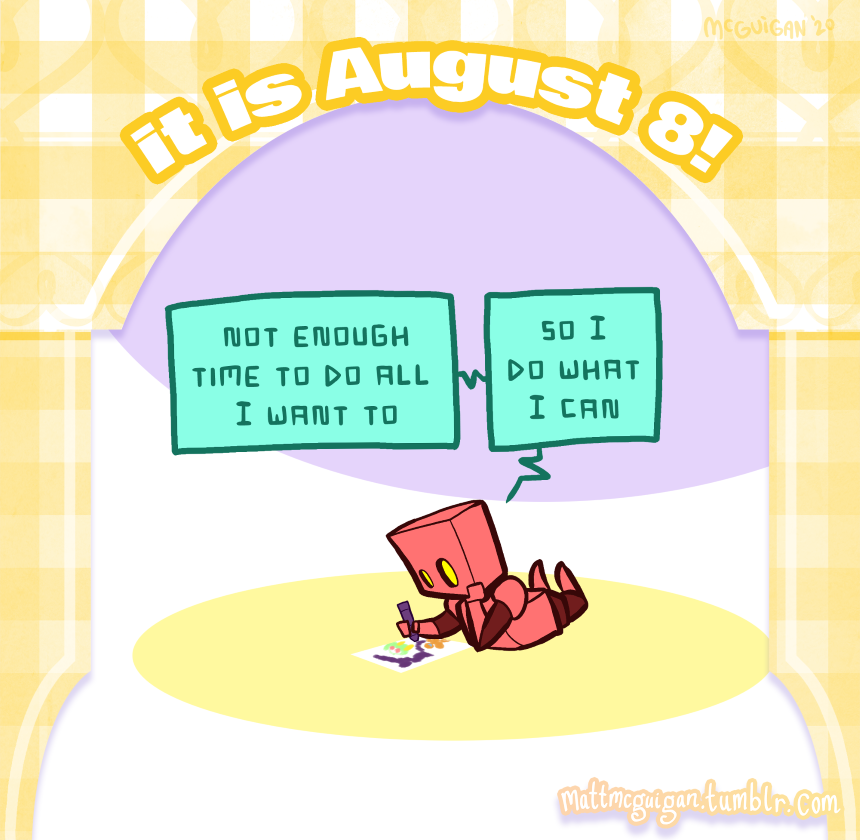 McGUiGAN '20
it is August 8!
NOT ENOUGH
TIME TO DO ALL
I WANT TO
SO I
DO WHAT
I CAN
mattmcguigan.tumblr.com